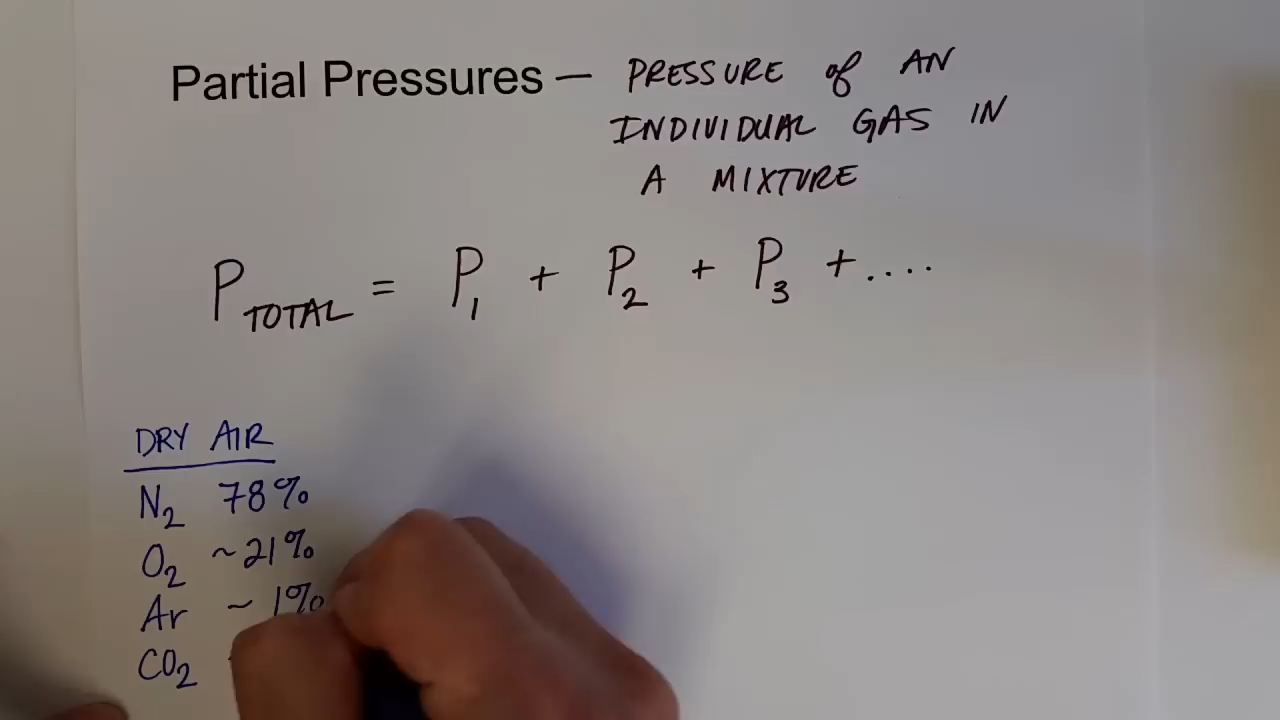 Partial Pressures — PRESSURE of AN
INDIVIDUAL GAS IN
A MIXTURE
P TOTAL = P1 + P2 + P3 + ....
DRY AIR
N2 78%
O2 ~21%
Ar ~1%
CO2